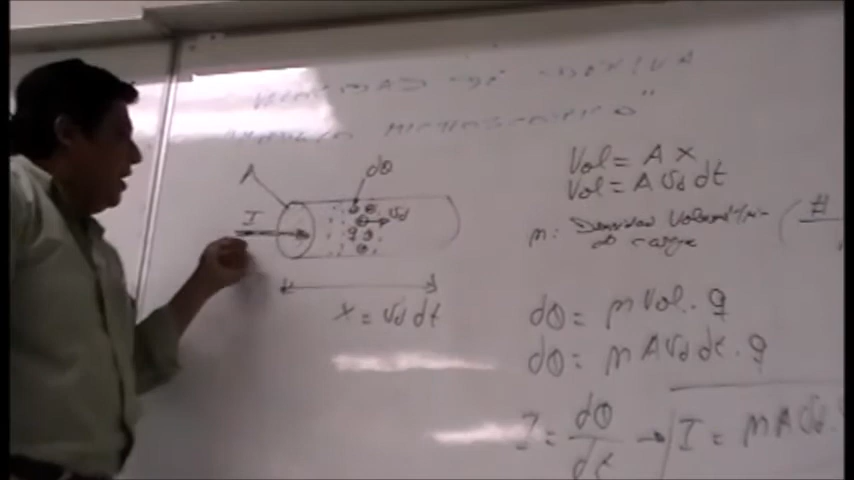 A
dQ
I
Vd
x = Vd dt
Vol = A x
Vol = A Vd dt
n: Densidad Volumétrica
de carga
( #
dQ = n Vol. q
dQ = n A Vd dt. q
I = dQ/dt → I = n A Vd.